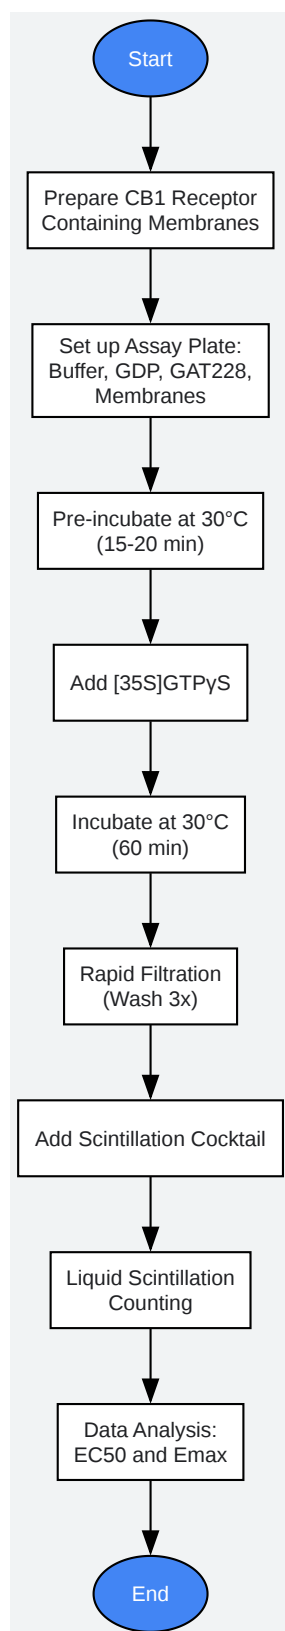 Start
Prepare CB1 Receptor
Containing Membranes
Set up Assay Plate:
Buffer, GDP, GAT228,
Membranes
Pre-incubate at 30°C
(15-20 min)
Add [35S]GTPγS
Incubate at 30°C
(60 min)
Rapid Filtration
(Wash 3x)
Add Scintillation Cocktail
Liquid Scintillation
Counting
Data Analysis:
EC50 and Emax
End